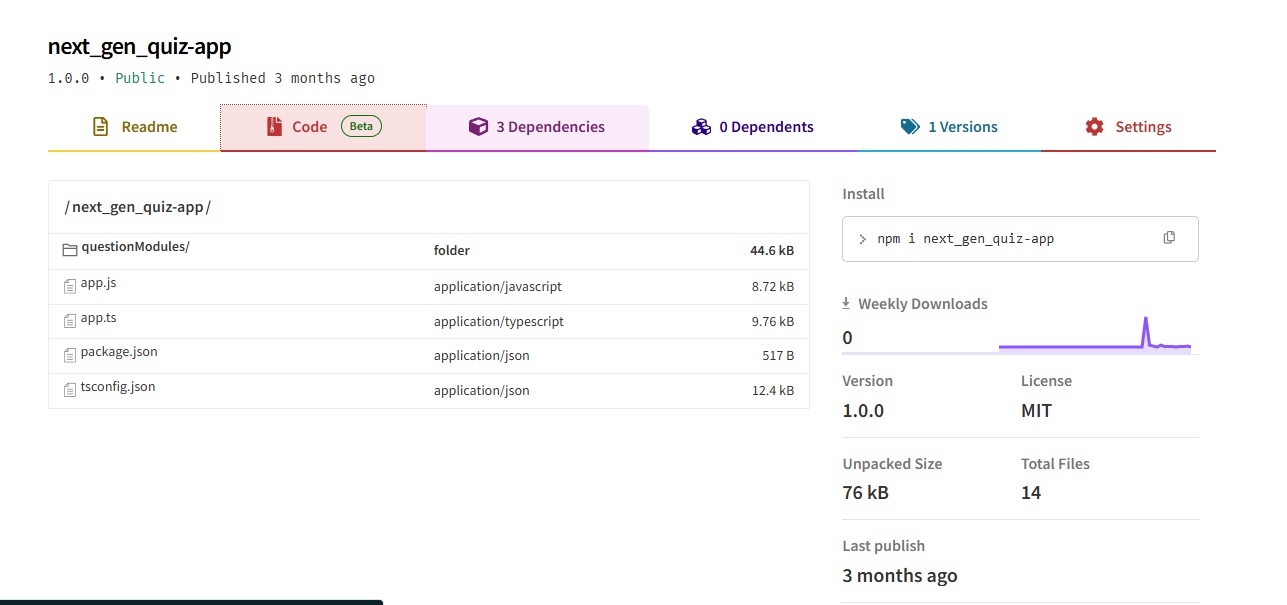 next_gen_quiz-app
1.0.0 • Public • Published 3 months ago
Readme
Code Beta
3 Dependencies
0 Dependents
1 Versions
Settings
/next_gen_quiz-app/
questionModules/ folder 44.6 kB
app.js application/javascript 8.72 kB
app.ts application/typescript 9.76 kB
package.json application/json 517 B
tsconfig.json application/json 12.4 kB
Install
npm i next_gen_quiz-app
Weekly Downloads
0
Version License
1.0.0 MIT
Unpacked Size Total Files
76 kB 14
Last publish
3 months ago